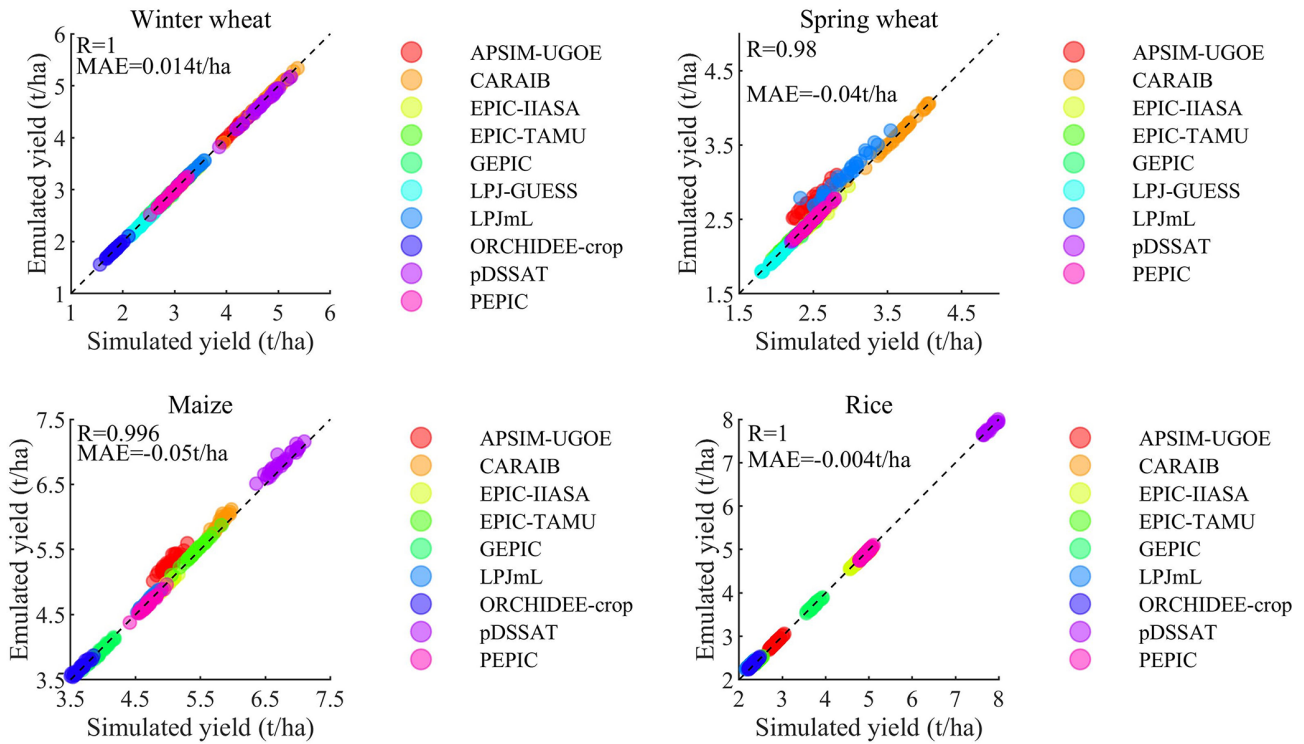 Winter wheat
R=1
MAE=0.014t/ha
Emulated yield (t/ha)
6
5
4
3
2
1
1 2 3 4 5 6
Simulated yield (t/ha)
APSIM-UGOE
CARAIB
EPIC-IIASA
EPIC-TAMU
GEPIC
LPJ-GUESS
LPJmL
ORCHIDEE-crop
pDSSAT
PEPIC
Spring wheat
R=0.98
MAE=-0.04t/ha
Emulated yield (t/ha)
4.5
3.5
2.5
1.5
1.5 2.5 3.5 4.5
Simulated yield (t/ha)
APSIM-UGOE
CARAIB
EPIC-IIASA
EPIC-TAMU
GEPIC
LPJ-GUESS
LPJmL
pDSSAT
PEPIC
Maize
R=0.996
MAE=-0.05t/ha
Emulated yield (t/ha)
7.5
6.5
5.5
4.5
3.5
3.5 4.5 5.5 6.5 7.5
Simulated yield (t/ha)
APSIM-UGOE
CARAIB
EPIC-IIASA
EPIC-TAMU
GEPIC
LPJmL
ORCHIDEE-crop
pDSSAT
PEPIC
Rice
R=1
MAE=-0.004t/ha
Emulated yield (t/ha)
8
7
6
5
4
3
2
2 3 4 5 6 7 8
Simulated yield (t/ha)
APSIM-UGOE
CARAIB
EPIC-IIASA
EPIC-TAMU
GEPIC
LPJmL
ORCHIDEE-crop
pDSSAT
PEPIC